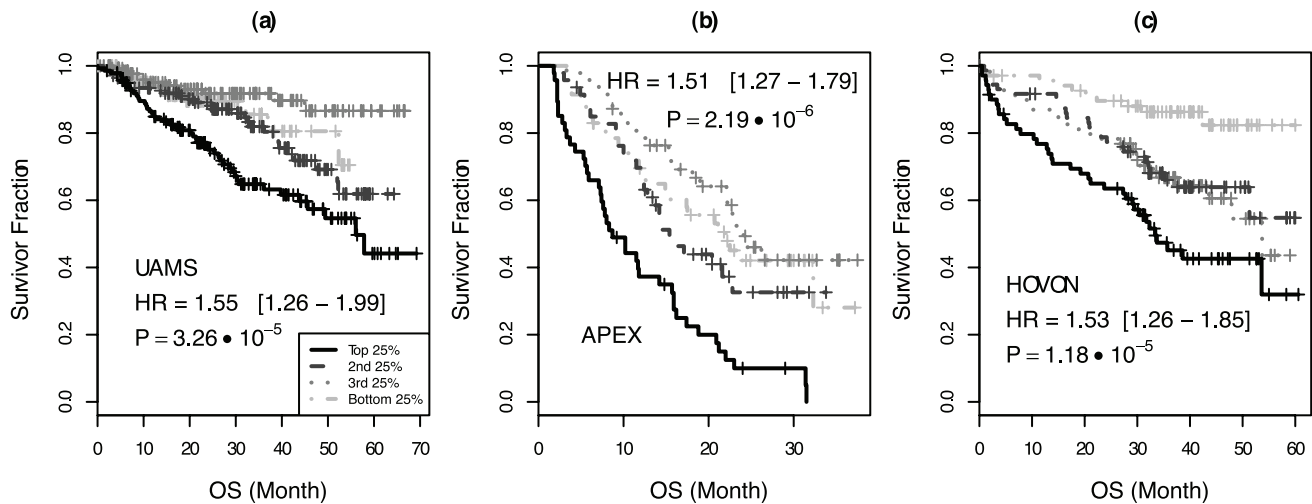 (a)
Survivor Fraction
1.0
0.8
0.6
0.4
0.2
0.0
UAMS
HR = 1.55 [1.26 − 1.99]
P = 3.26 • 10⁻⁵
Top 25%
2nd 25%
3rd 25%
Bottom 25%
0 10 20 30 40 50 60 70
OS (Month)
(b)
Survivor Fraction
1.0
0.8
0.6
0.4
0.2
0.0
HR = 1.51 [1.27 − 1.79]
P = 2.19 • 10⁻⁶
APEX
0 10 20 30
OS (Month)
(c)
Survivor Fraction
1.0
0.8
0.6
0.4
0.2
0.0
HOVON
HR = 1.53 [1.26 − 1.85]
P = 1.18 • 10⁻⁵
0 10 20 30 40 50 60
OS (Month)